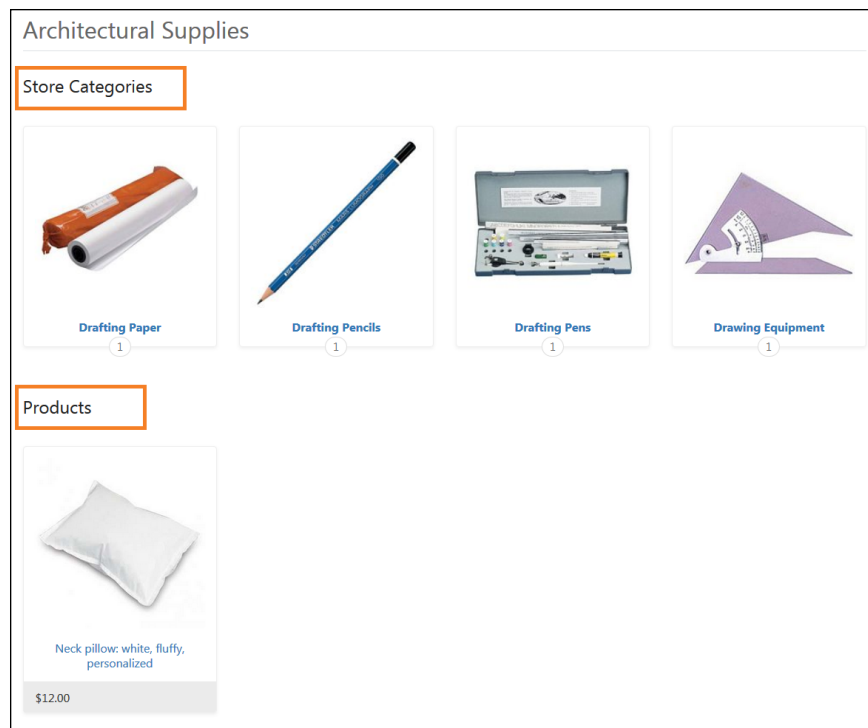 Architectural Supplies
Store Categories
Drafting Paper
1
Drafting Pencils
1
Drafting Pens
1
Drawing Equipment
1
Products
Neck pillow: white, fluffy,
personalized
$12.00